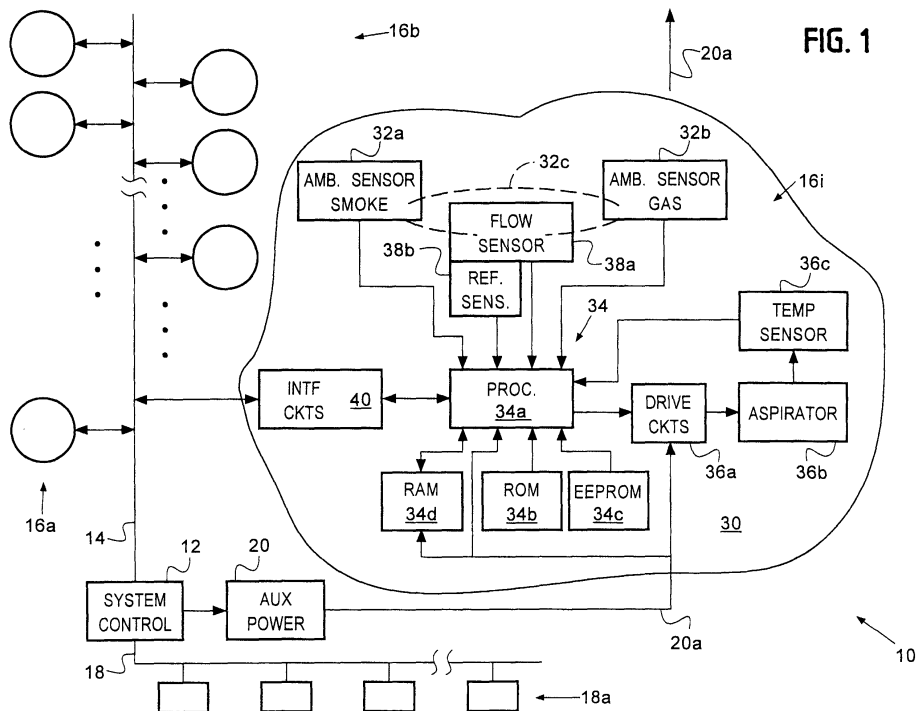 FIG. 1
16b
20a
32a
32c
32b
AMB. SENSOR
SMOKE
AMB. SENSOR
GAS
16i
FLOW
SENSOR
38b
38a
REF.
SENS.
36c
34
TEMP
SENSOR
INTF
CKTS 40
PROC.
34a
DRIVE
CKTS
ASPIRATOR
36a
36b
RAM
34d
ROM
34b
EEPROM
34c
16a
30
14
12
20
SYSTEM
CONTROL
AUX
POWER
20a
10
18
18a